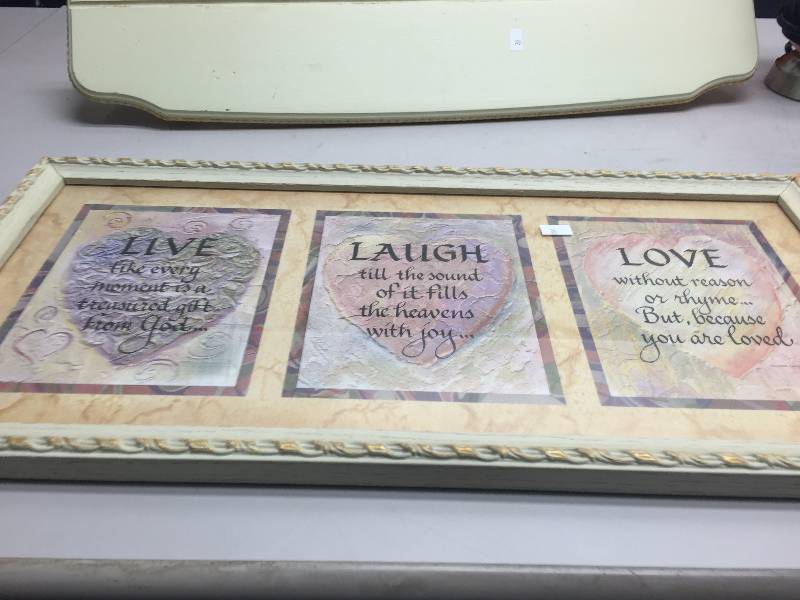 LIVE
like every
moment is a
treasured gift
from God...
LAUGH
till the sound
of it fills
the heavens
with joy...
LOVE
without reason
or rhyme...
But, because
you are loved